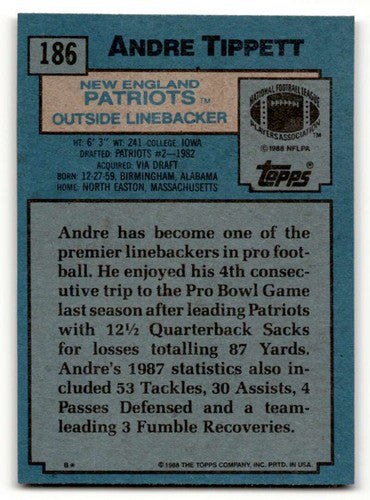 186
ANDRE TIPPETT
NEW ENGLAND
PATRIOTS™
OUTSIDE LINEBACKER
NATIONAL FOOTBALL LEAGUE
PLAYERS ASSOCIATION
©1988 NFLPA
topps®
HT: 6' 3" WT: 241 COLLEGE: IOWA
DRAFTED: PATRIOTS #2—1982
ACQUIRED: VIA DRAFT
BORN: 12-27-59, BIRMINGHAM, ALABAMA
HOME: NORTH EASTON, MASSACHUSETTS
Andre has become one of the
premier linebackers in pro foot-
ball. He enjoyed his 4th consec-
utive trip to the Pro Bowl Game
last season after leading Patriots
with 12½ Quarterback Sacks
for losses totalling 87 Yards.
Andre's 1987 statistics also in-
cluded 53 Tackles, 30 Assists, 4
Passes Defensed and a team-
leading 3 Fumble Recoveries.
B* ©1988 THE TOPPS COMPANY, INC. PRTD. IN U.S.A.